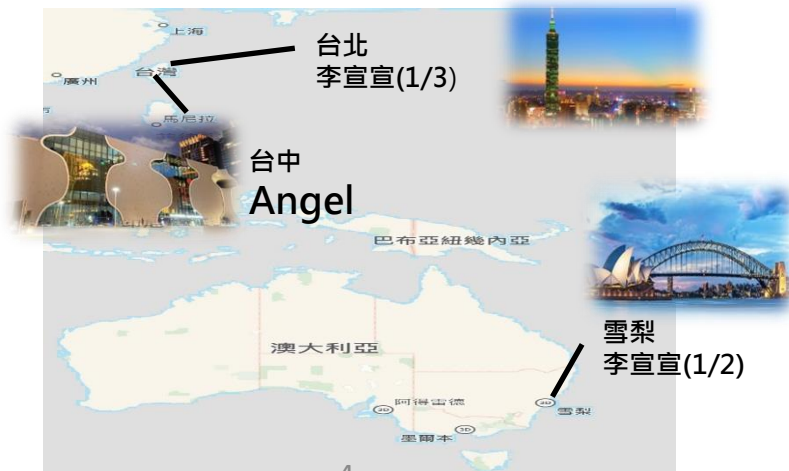 上海
台北
李宣宣(1/3)
台灣
廣州
馬尼拉
台中
Angel
巴布亞紐幾內亞
雪梨
李宣宣(1/2)
澳大利亞
阿得雷德
雪梨
墨爾本